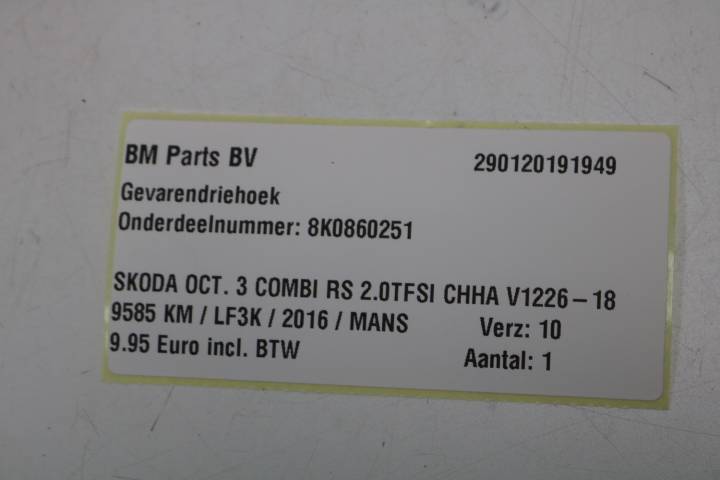 BM Parts BV 290120191949
Gevarendriehoek
Onderdeelnummer: 8K0860251
SKODA OCT. 3 COMBI RS 2.0TFSI CHHA V1226-18
9585 KM / LF3K / 2016 / MANS Verz: 10
9.95 Euro incl. BTW Aantal: 1